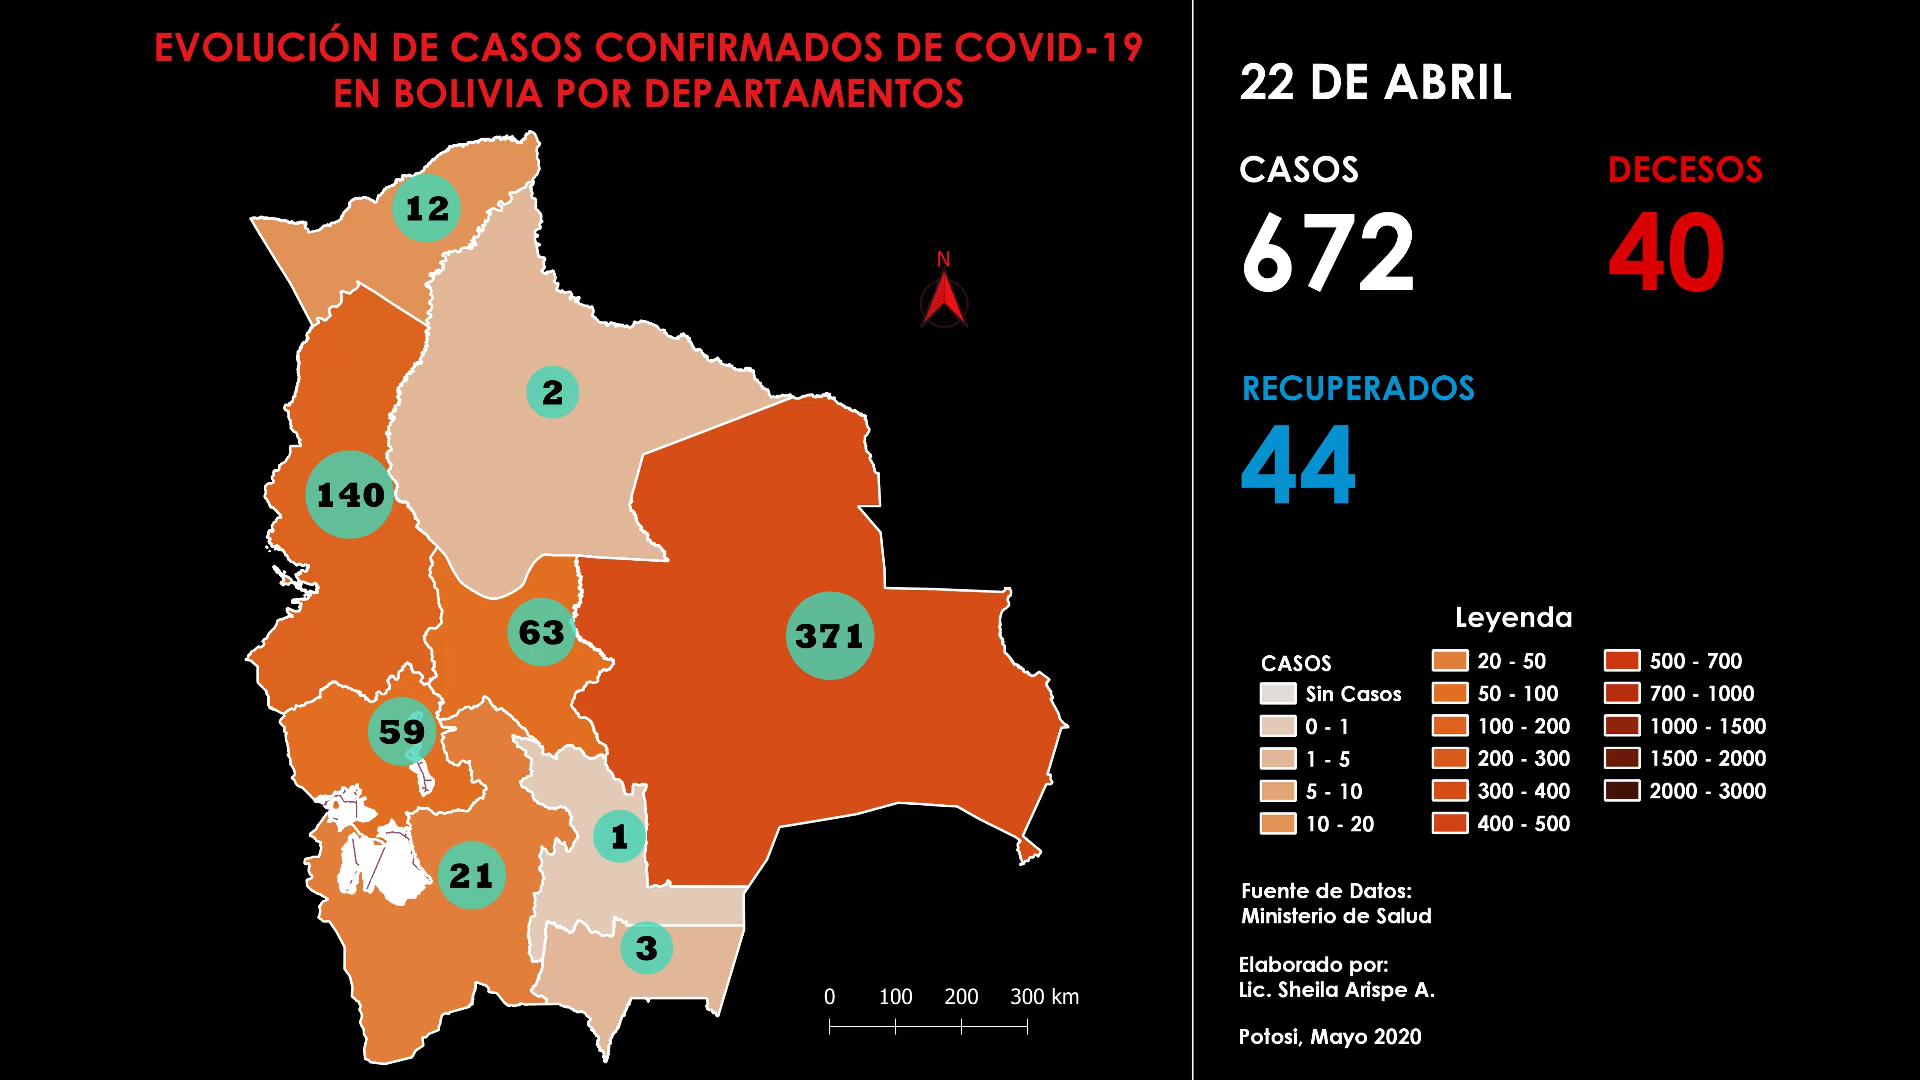 EVOLUCIÓN DE CASOS CONFIRMADOS DE COVID-19
EN BOLIVIA POR DEPARTAMENTOS
12
N
2
140
63
371
59
1
21
3
0 100 200 300 km
22 DE ABRIL
CASOS
672
DECESOS
40
RECUPERADOS
44
Leyenda
CASOS
Sin Casos
0 - 1
1 - 5
5 - 10
10 - 20
20 - 50
50 - 100
100 - 200
200 - 300
300 - 400
400 - 500
500 - 700
700 - 1000
1000 - 1500
1500 - 2000
2000 - 3000
Fuente de Datos:
Ministerio de Salud
Elaborado por:
Lic. Sheila Arispe A.
Potosi, Mayo 2020